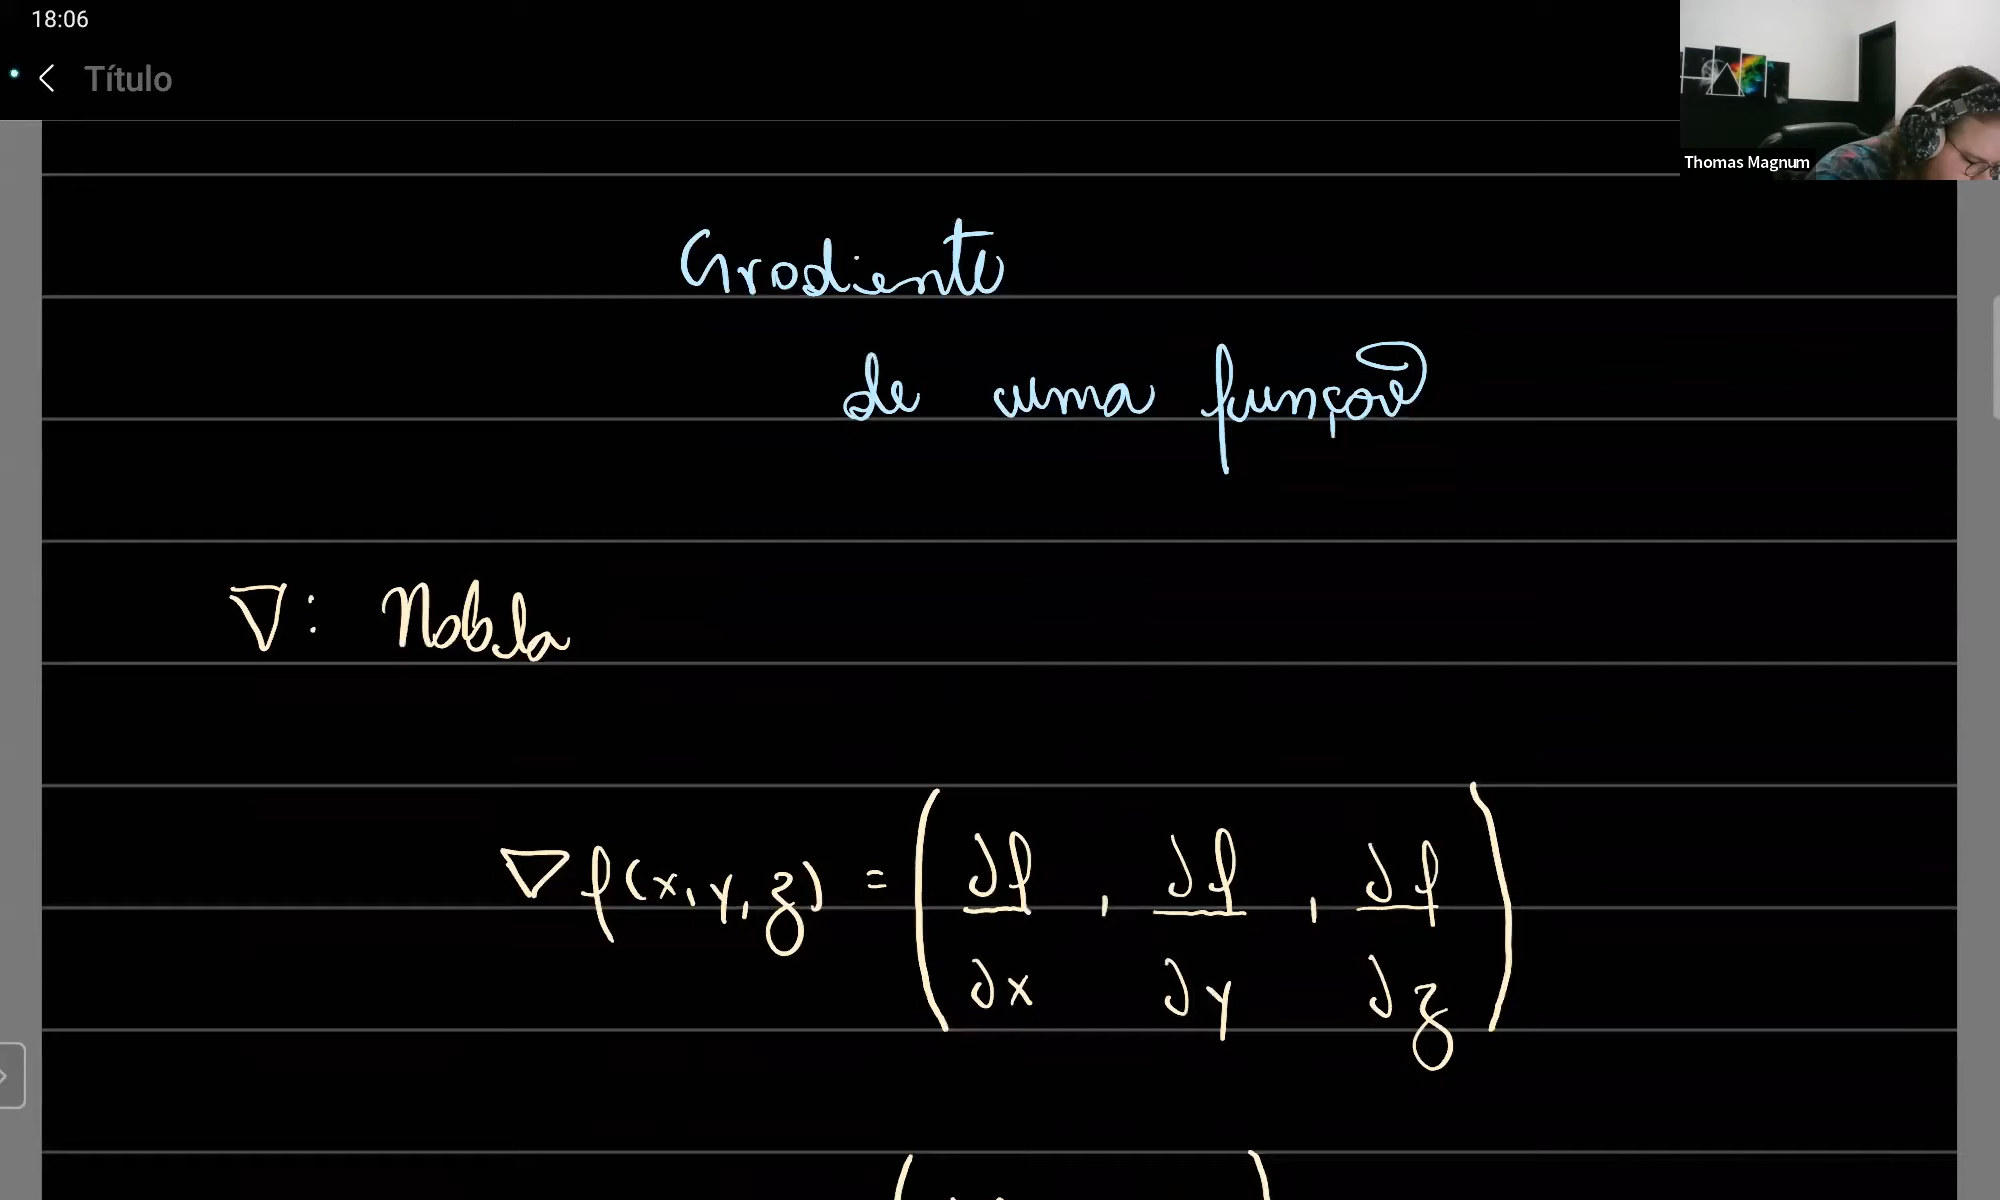 18:06
Título
Thomas Magnum
Gradiente
de uma função
∇: Nabla
∇f(x, y, z) = (∂f/∂x , ∂f/∂y , ∂f/∂z)